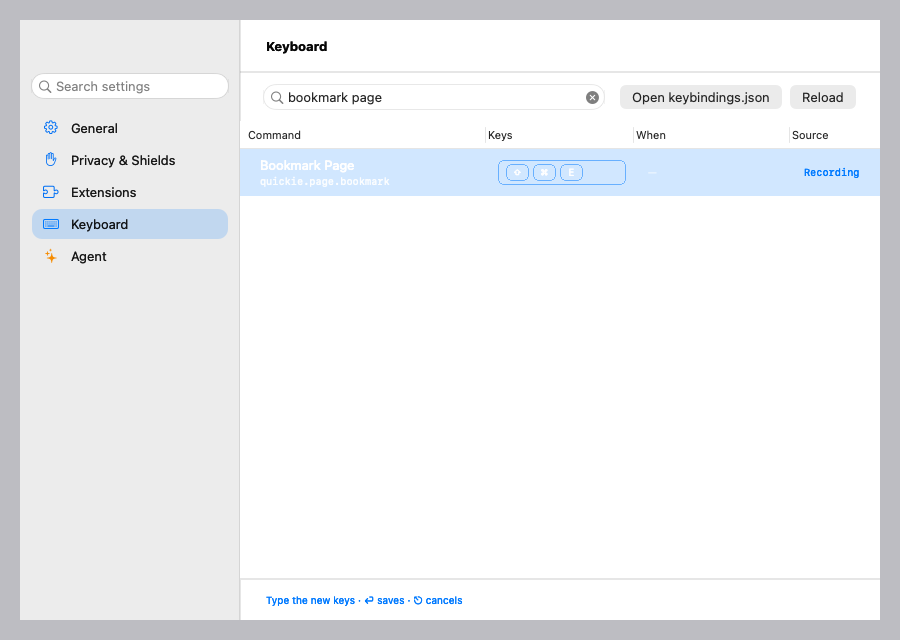 Keyboard
Search settings
bookmark page
Open keybindings.json
Reload
General
Privacy & Shields
Extensions
Keyboard
Agent
Command
Keys
When
Source
Bookmark Page
quickie.page.bookmark
⌘ E
—
Recording
Type the new keys · ↩ saves · ⎋ cancels